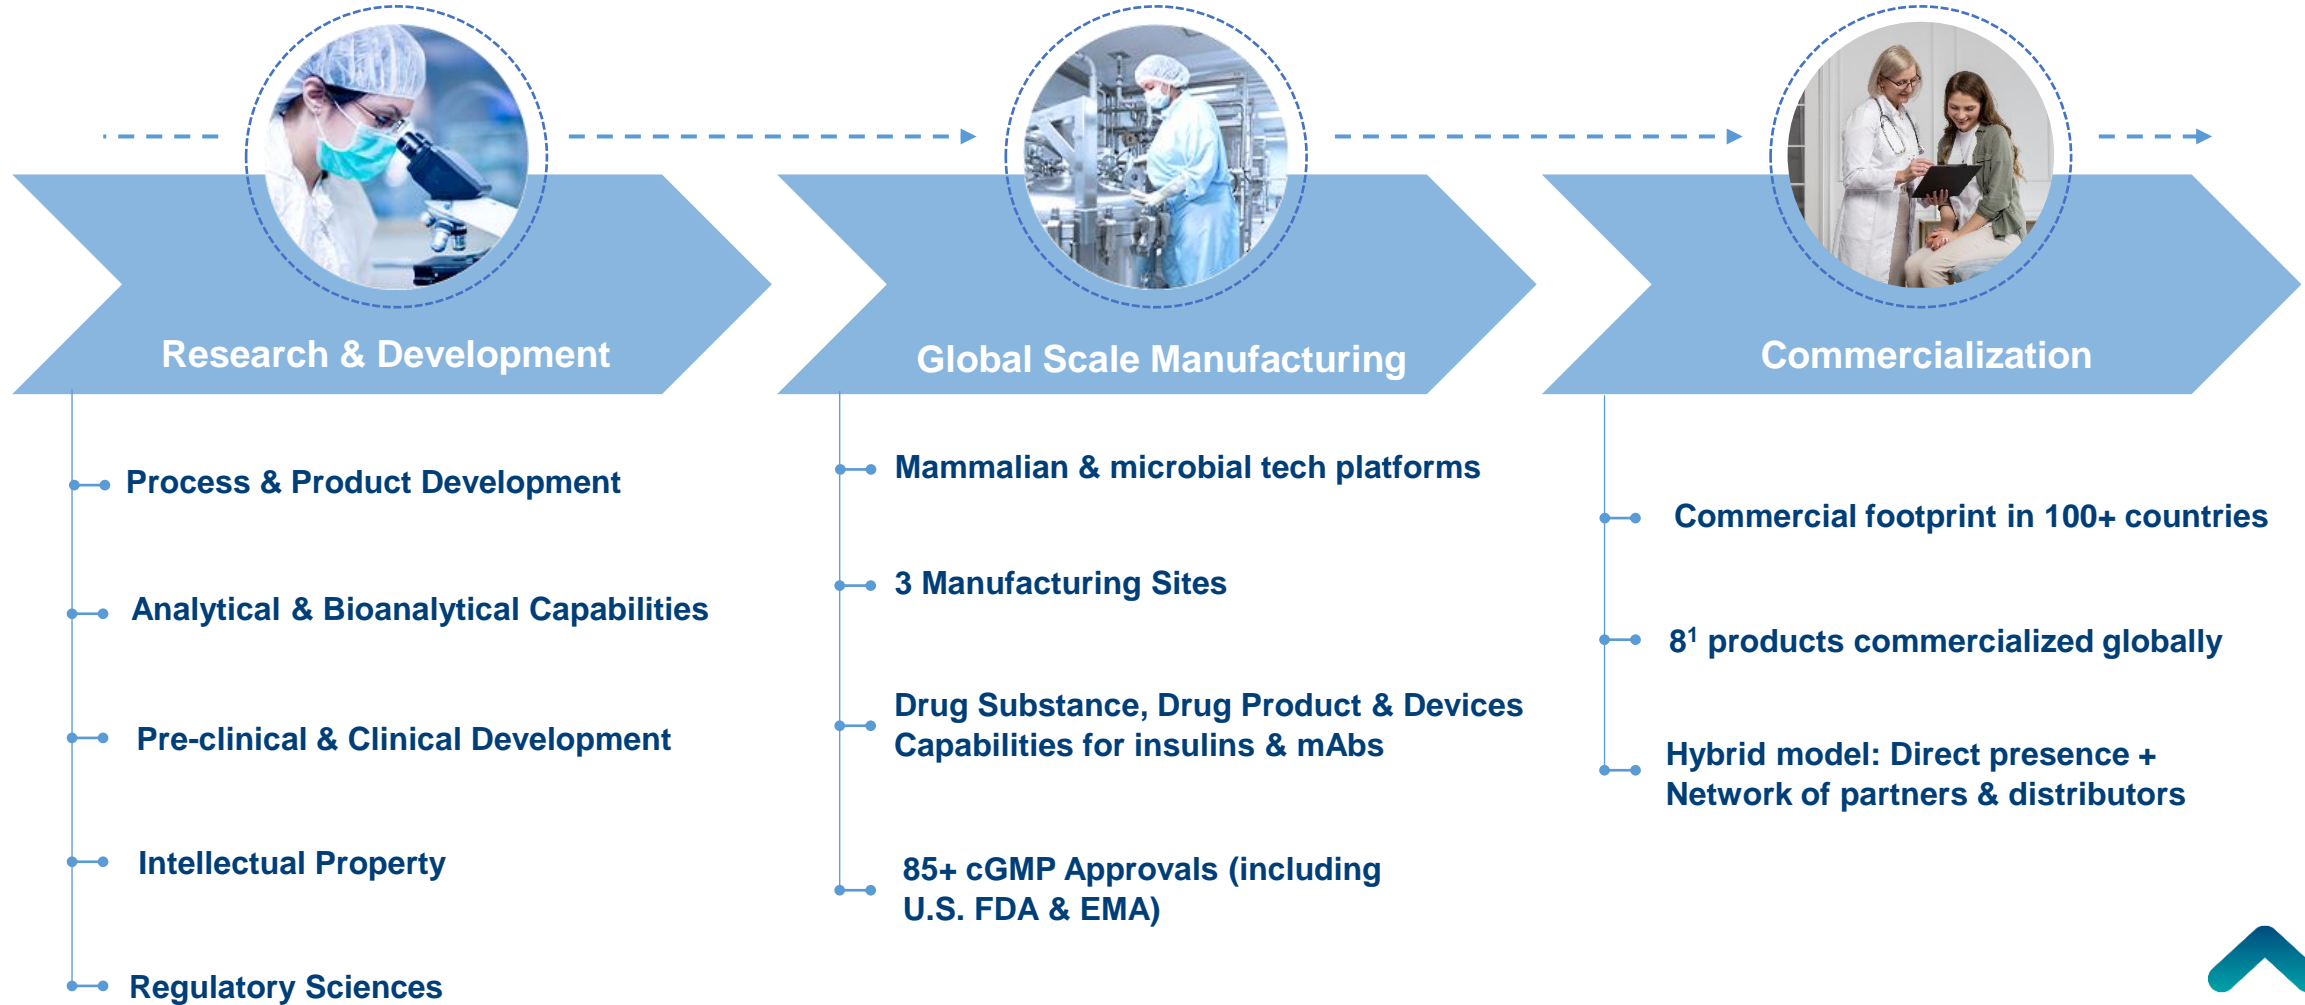 Research & Development
Process & Product Development
Analytical & Bioanalytical Capabilities
Pre-clinical & Clinical Development
Intellectual Property
Regulatory Sciences
Global Scale Manufacturing
Mammalian & microbial tech platforms
3 Manufacturing Sites
Drug Substance, Drug Product & Devices
Capabilities for insulins & mAbs
85+ cGMP Approvals (including
U.S. FDA & EMA)
Commercialization
Commercial footprint in 100+ countries
8¹ products commercialized globally
Hybrid model: Direct presence +
Network of partners & distributors